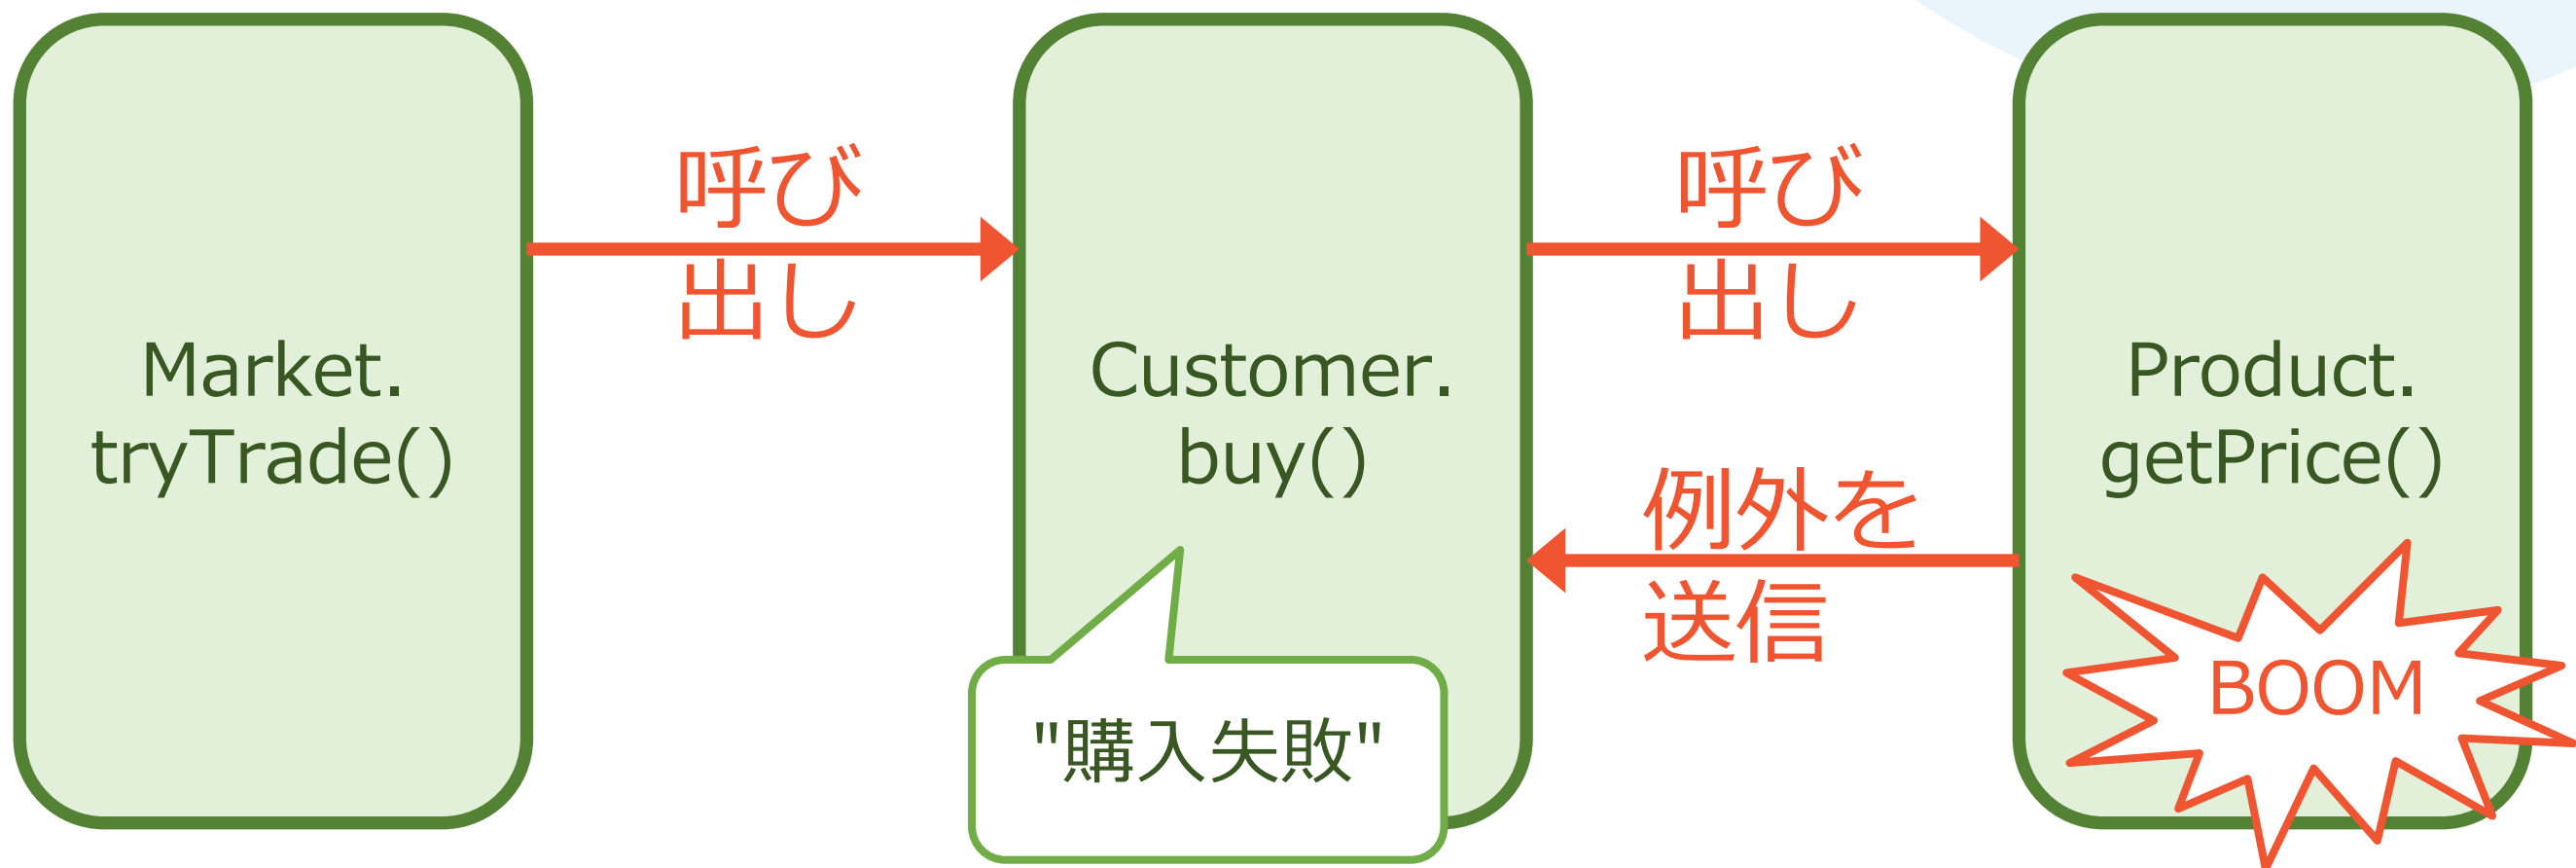 Market.
tryTrade()
呼び
出し
Customer.
buy()
"購入失敗"
呼び
出し
例外を
送信
Product.
getPrice()
BOOM